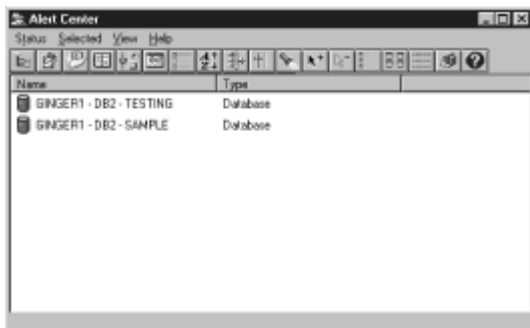 Alert Center
Status Selected View Help
Name Type
GINGER1 - DB2 - TESTING Database
GINGER1 - DB2 - SAMPLE Database